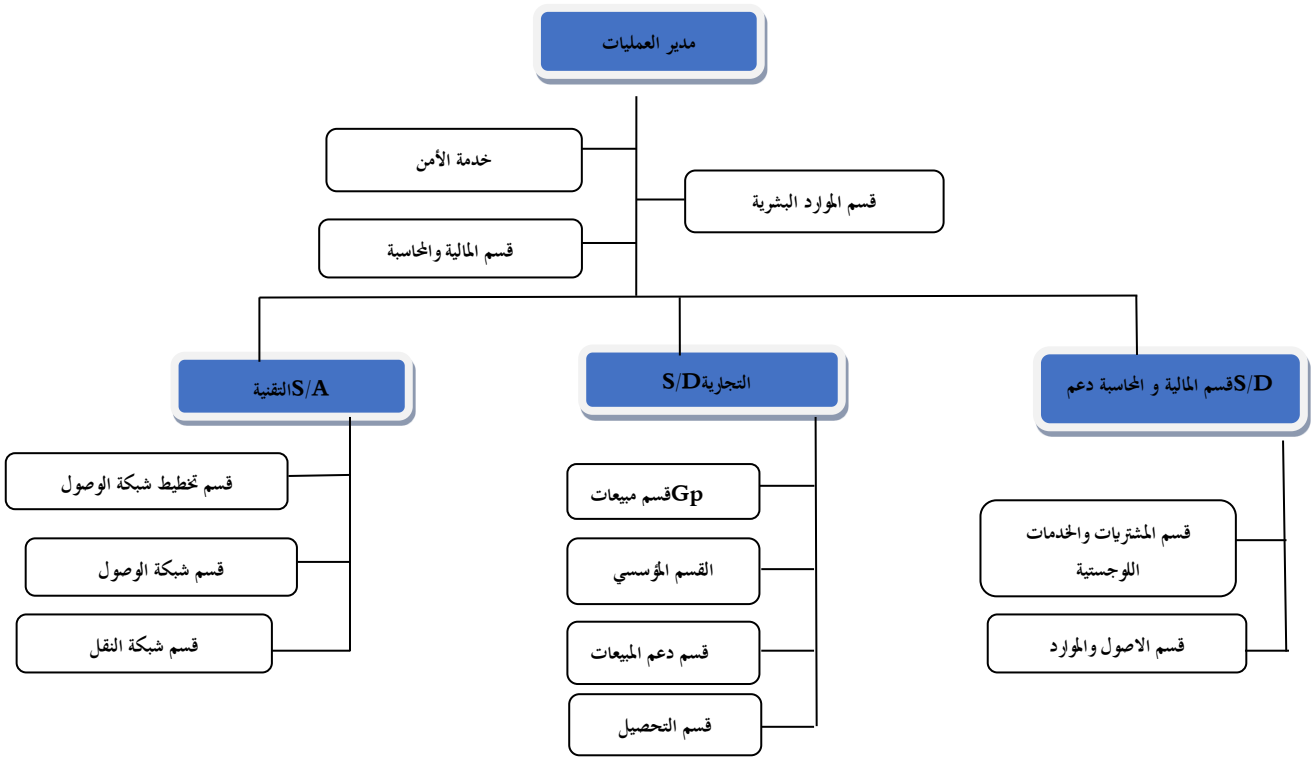 مدير العمليات
خدمة الأمن
قسم الموارد البشرية
قسم المالية والمحاسبة
S/Dقسم المالية و المحاسبة دعم
التجاريةS/D
S/Aالتقنية
قسم المشتريات والخدمات
اللوجستية
قسم الاصول والموارد
Gpقسم مبيعات
القسم المؤسسي
قسم دعم المبيعات
قسم التحصيل
قسم تخطيط شبكة الوصول
قسم شبكة الوصول
قسم شبكة النقل